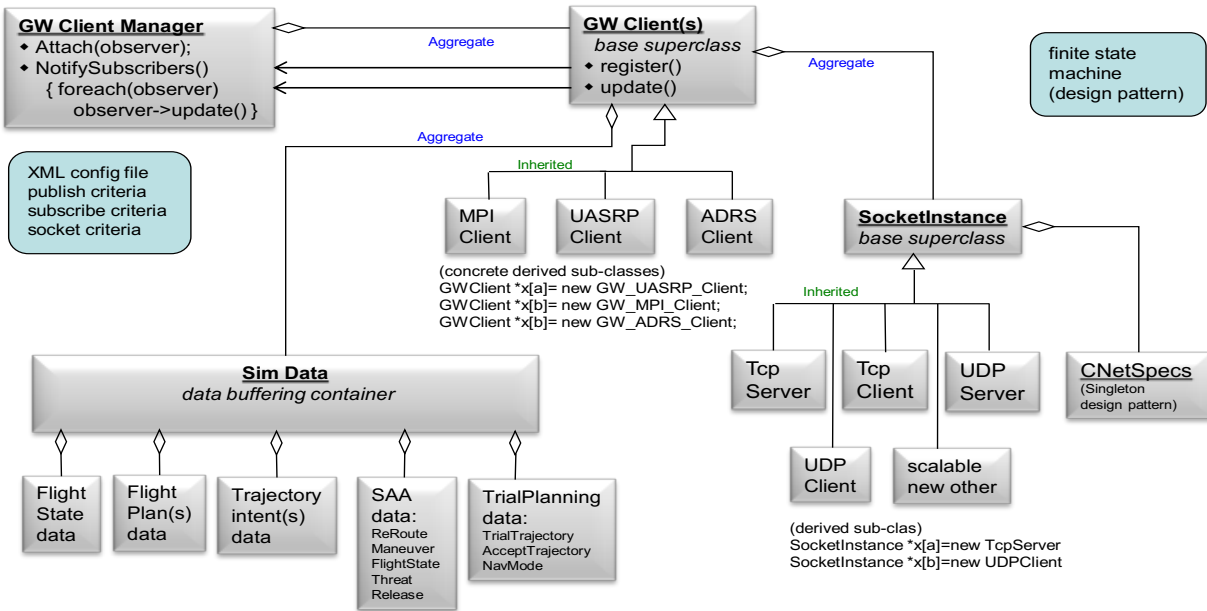 GW Client Manager
◆ Attach(observer);
◆ NotifySubscribers()
{ foreach(observer)
observer->update() }
Aggregate
GW Client(s)
base superclass
◆ register()
◆ update()
Aggregate
finite state
machine
(design pattern)
Aggregate
XML config file
publish criteria
subscribe criteria
socket criteria
Inherited
MPI
Client
UASRP
Client
ADRS
Client
(concrete derived sub-classes)
GWClient *x[a]= new GW_UASRP_Client;
GWClient *x[b]= new GW_MPI_Client;
GWClient *x[b]= new GW_ADRS_Client;
SocketInstance
base superclass
Inherited
Tcp
Server
Tcp
Client
UDP
Server
CNetSpecs
(Singleton
design pattern)
UDP
Client
scalable
new other
(derived sub-clas)
SocketInstance *x[a]=new TcpServer
SocketInstance *x[b]=new UDPClient
Sim Data
data buffering container
Flight
State
data
Flight
Plan(s)
data
Trajectory
intent(s)
data
SAA
data:
ReRoute
Maneuver
FlightState
Threat
Release
TrialPlanning
data:
TrialTrajectory
AcceptTrajectory
NavMode